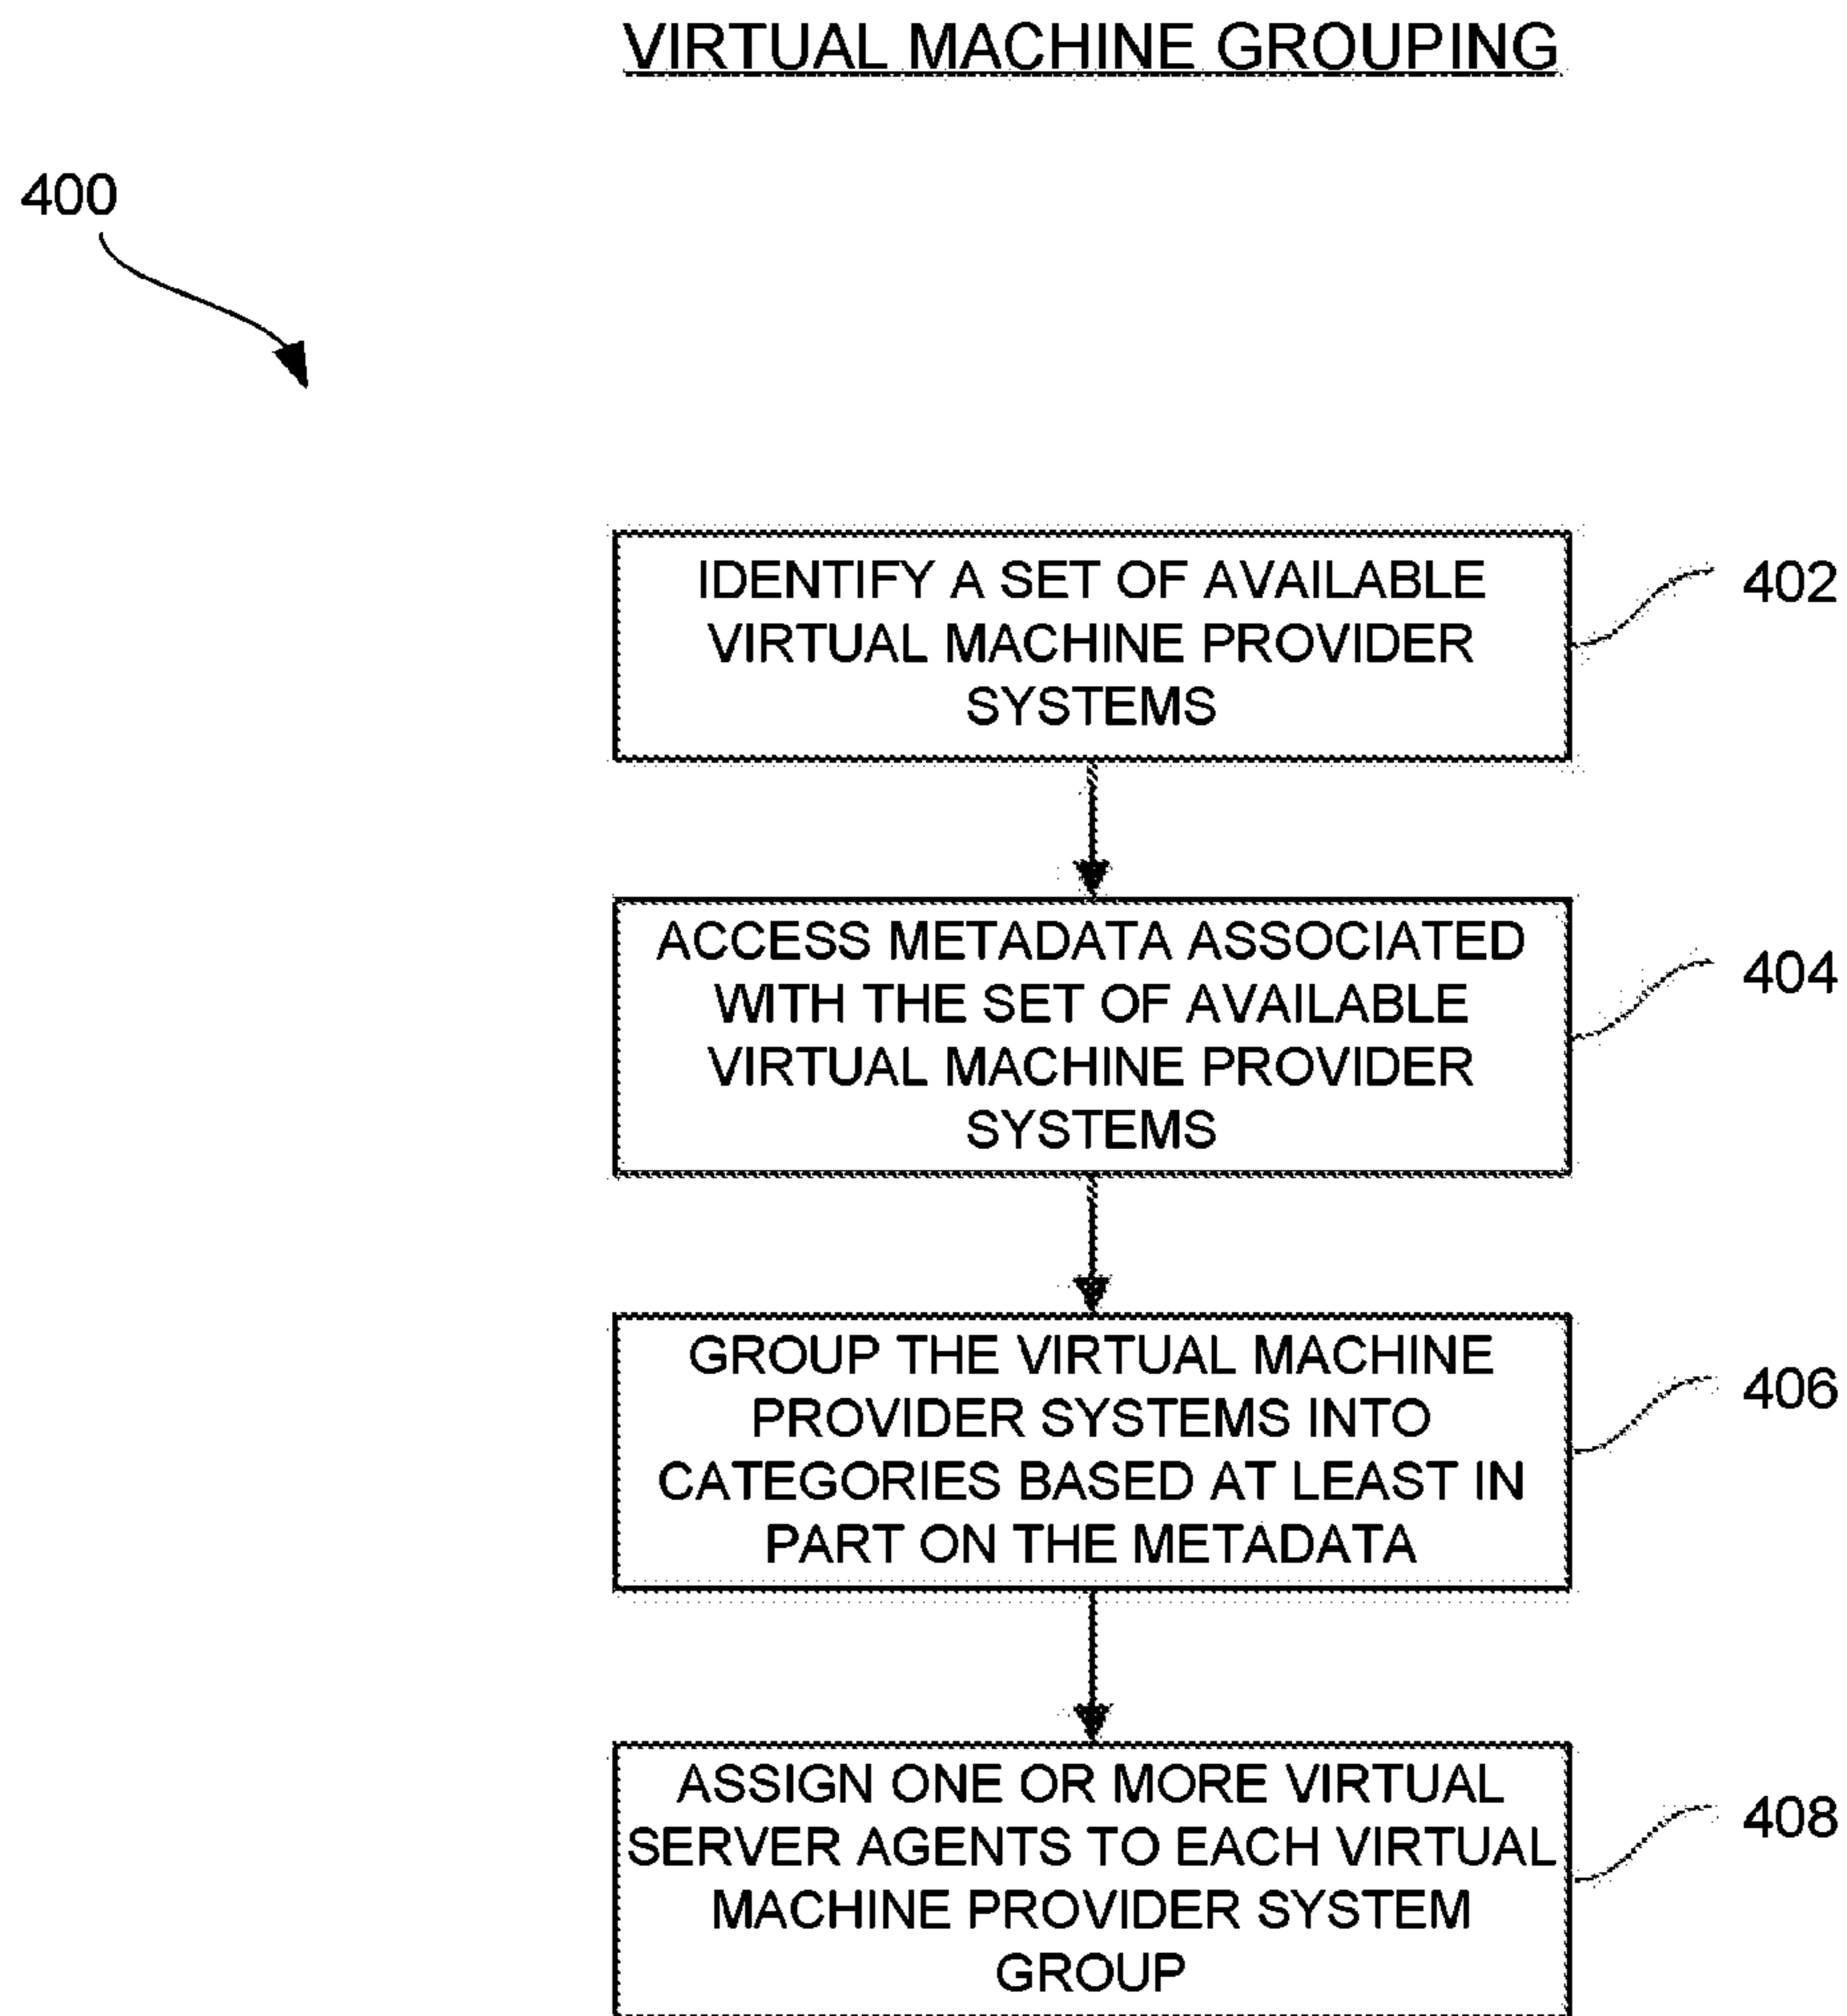 VIRTUAL MACHINE GROUPING
400
IDENTIFY A SET OF AVAILABLE
VIRTUAL MACHINE PROVIDER
SYSTEMS
402
ACCESS METADATA ASSOCIATED
WITH THE SET OF AVAILABLE
VIRTUAL MACHINE PROVIDER
SYSTEMS
404
GROUP THE VIRTUAL MACHINE
PROVIDER SYSTEMS INTO
CATEGORIES BASED AT LEAST IN
PART ON THE METADATA
406
ASSIGN ONE OR MORE VIRTUAL
SERVER AGENTS TO EACH VIRTUAL
MACHINE PROVIDER SYSTEM
GROUP
408